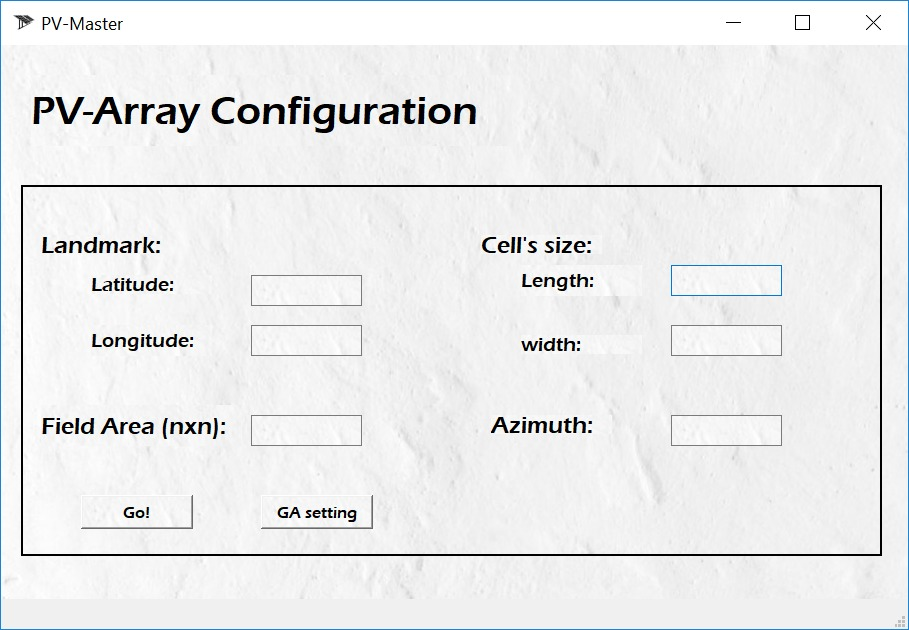 PV-Master
PV-Array Configuration
Landmark:
Latitude:
Longitude:
Field Area (nxn):
Cell's size:
Length:
width:
Azimuth:
Go!
GA setting